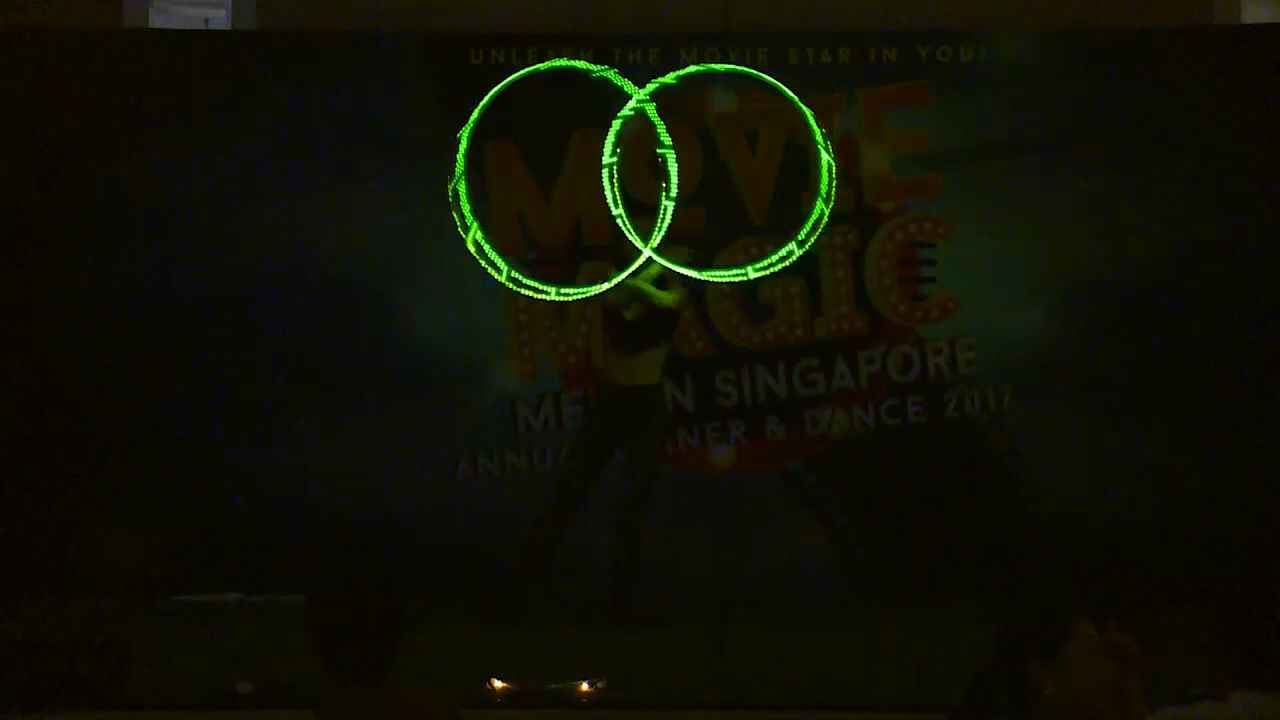 UNLEASH THE MOVIE STAR IN YOU!
MOVIE
MAGIC
SINGAPORE
& DANCE 2017